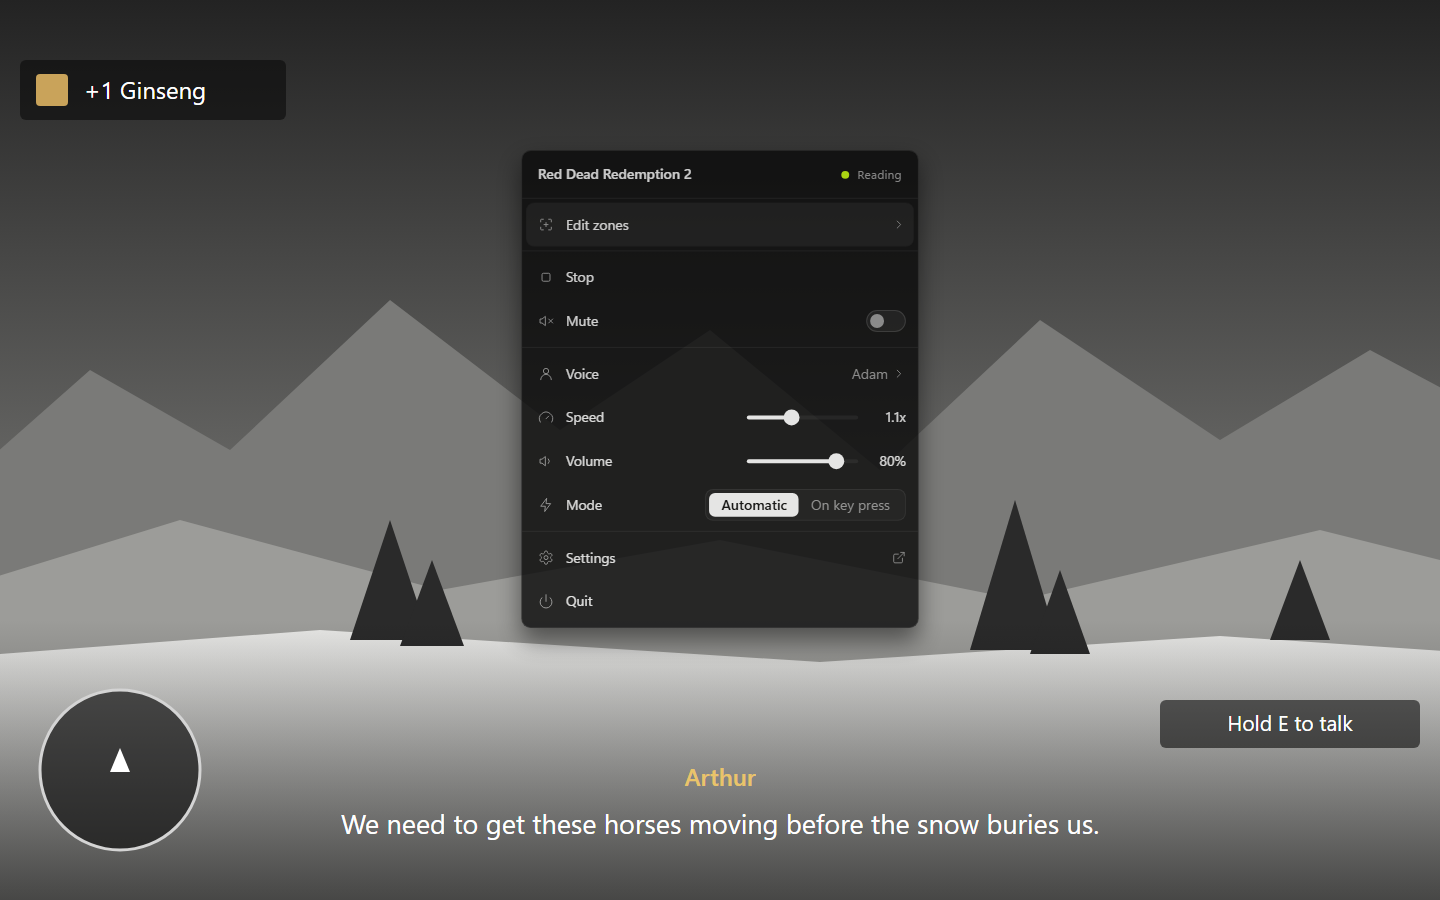 +1 Ginseng
Red Dead Redemption 2
Reading
Edit zones
Stop
Mute
Voice
Adam
Speed
1.1x
Volume
80%
Mode
Automatic
On key press
Settings
Quit
Hold E to talk
Arthur
We need to get these horses moving before the snow buries us.